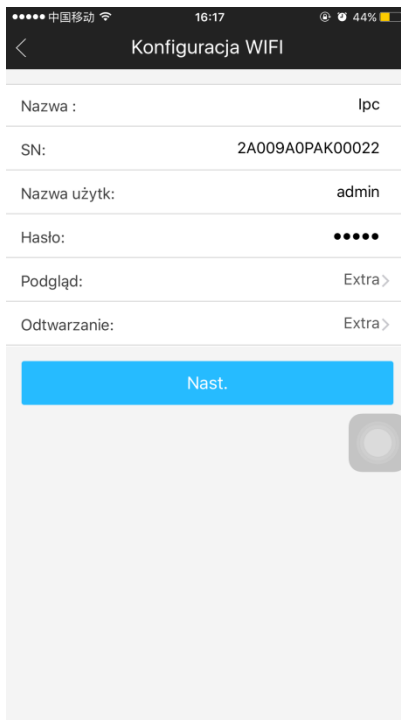 中国移动 16:17 44%
Konfiguracja WIFI
Nazwa : Ipc
SN: 2A009A0PAK00022
Nazwa użytk: admin
Hasło: •••••
Podgląd: Extra
Odtwarzanie: Extra
Nast.